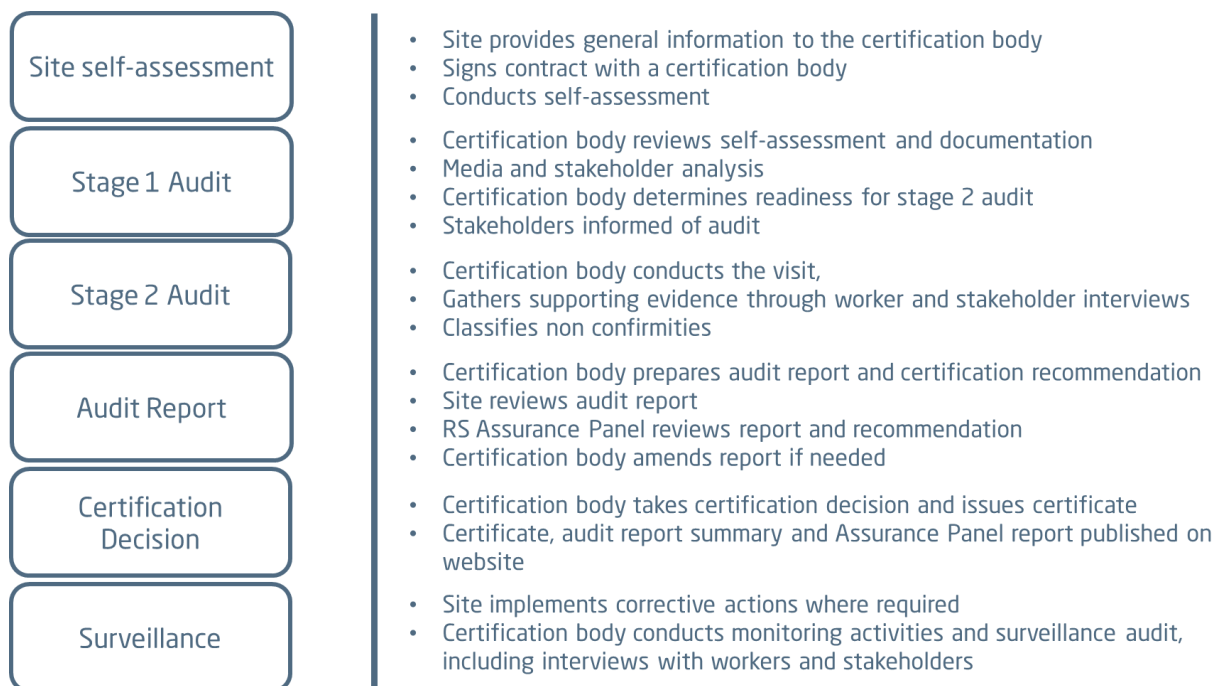 Site self-assessment
• Site provides general information to the certification body
• Signs contract with a certification body
• Conducts self-assessment
Stage 1 Audit
• Certification body reviews self-assessment and documentation
• Media and stakeholder analysis
• Certification body determines readiness for stage 2 audit
• Stakeholders informed of audit
Stage 2 Audit
• Certification body conducts the visit,
• Gathers supporting evidence through worker and stakeholder interviews
• Classifies non confirmities
Audit Report
• Certification body prepares audit report and certification recommendation
• Site reviews audit report
• RS Assurance Panel reviews report and recommendation
• Certification body amends report if needed
Certification
Decision
• Certification body takes certification decision and issues certificate
• Certificate, audit report summary and Assurance Panel report published on
website
Surveillance
• Site implements corrective actions where required
• Certification body conducts monitoring activities and surveillance audit,
including interviews with workers and stakeholders